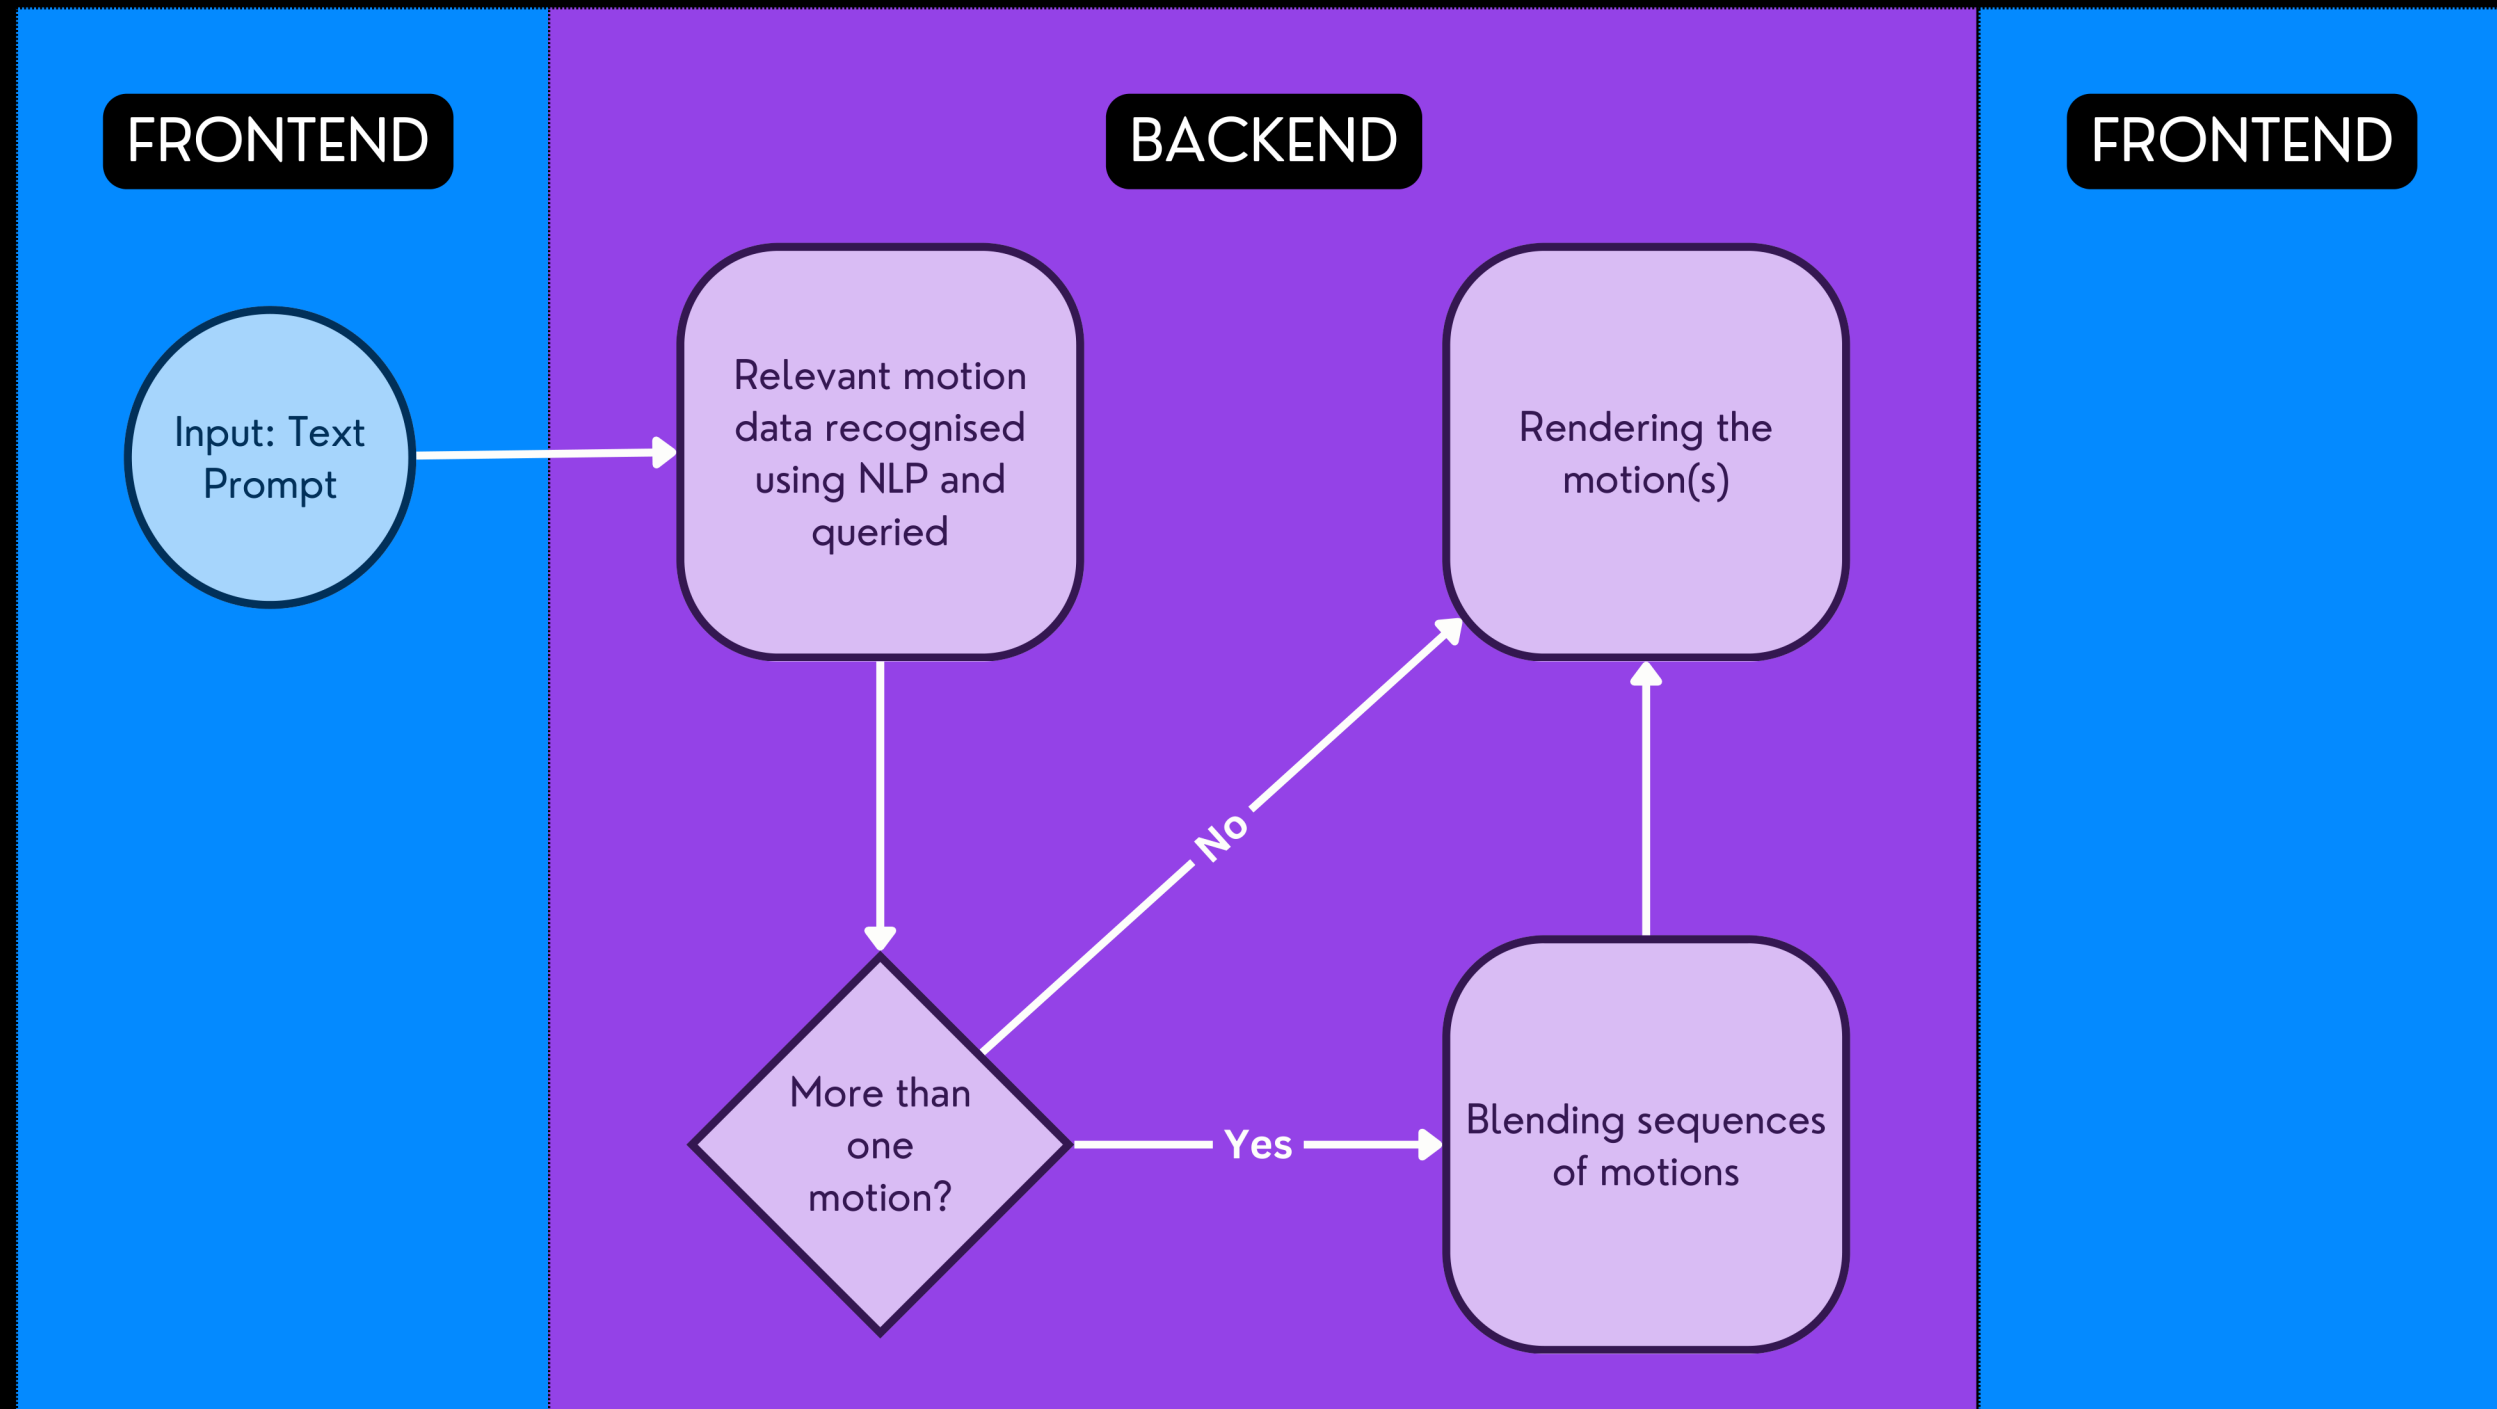 FRONTEND
BACKEND
FRONTEND
Input: Text
Prompt
Relevant motion
data recognised
using NLP and
queried
Rendering the
motion(s)
No
More than
one
motion?
Yes
Blending sequences
of motions